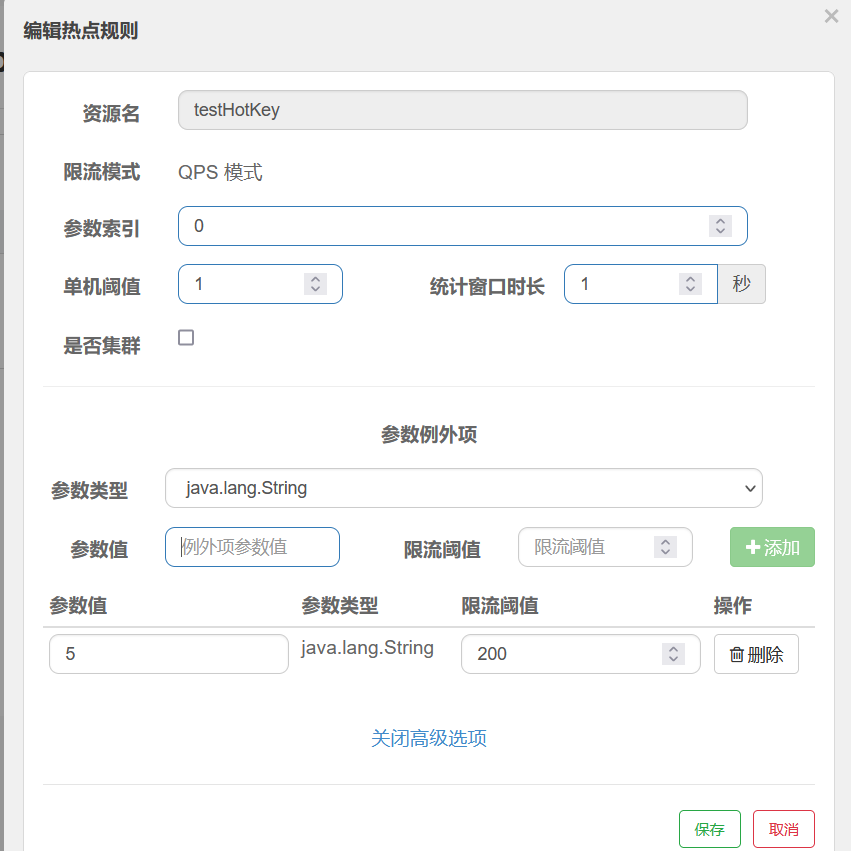 编辑热点规则
×
资源名 testHotKey
限流模式 QPS 模式
参数索引 0
单机阈值 1 统计窗口时长 1 秒
是否集群
参数例外项
参数类型 java.lang.String
参数值 例外项参数值 限流阈值 限流阈值 添加
参数值 参数类型 限流阈值 操作
5 java.lang.String 200 删除
关闭高级选项
保存 取消